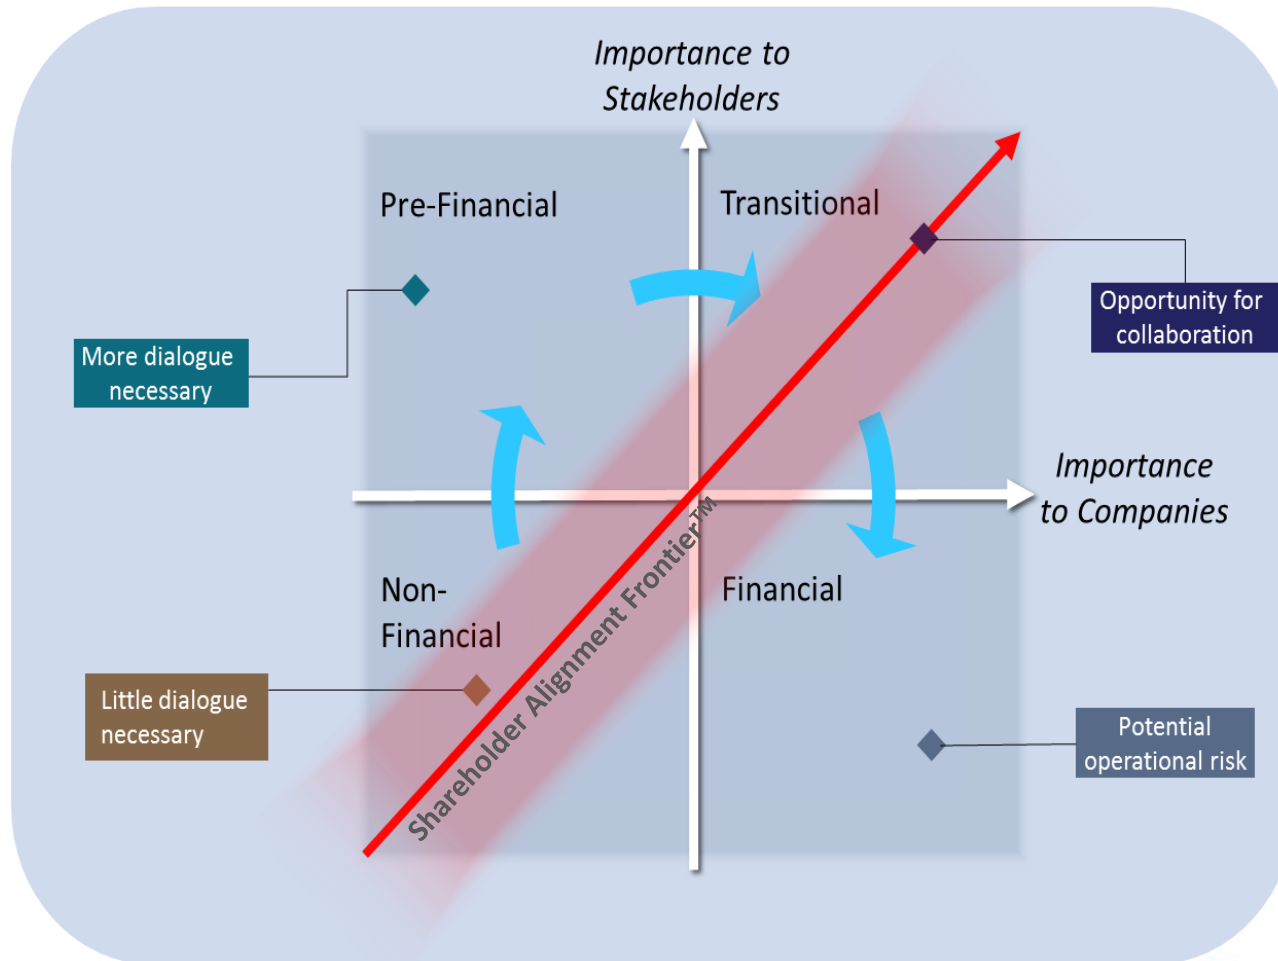 Importance to
Stakeholders
Pre-Financial
Transitional
Opportunity for
collaboration
More dialogue
necessary
Importance
to Companies
Shareholder Alignment Frontier™
Non-
Financial
Financial
Little dialogue
necessary
Potential
operational risk